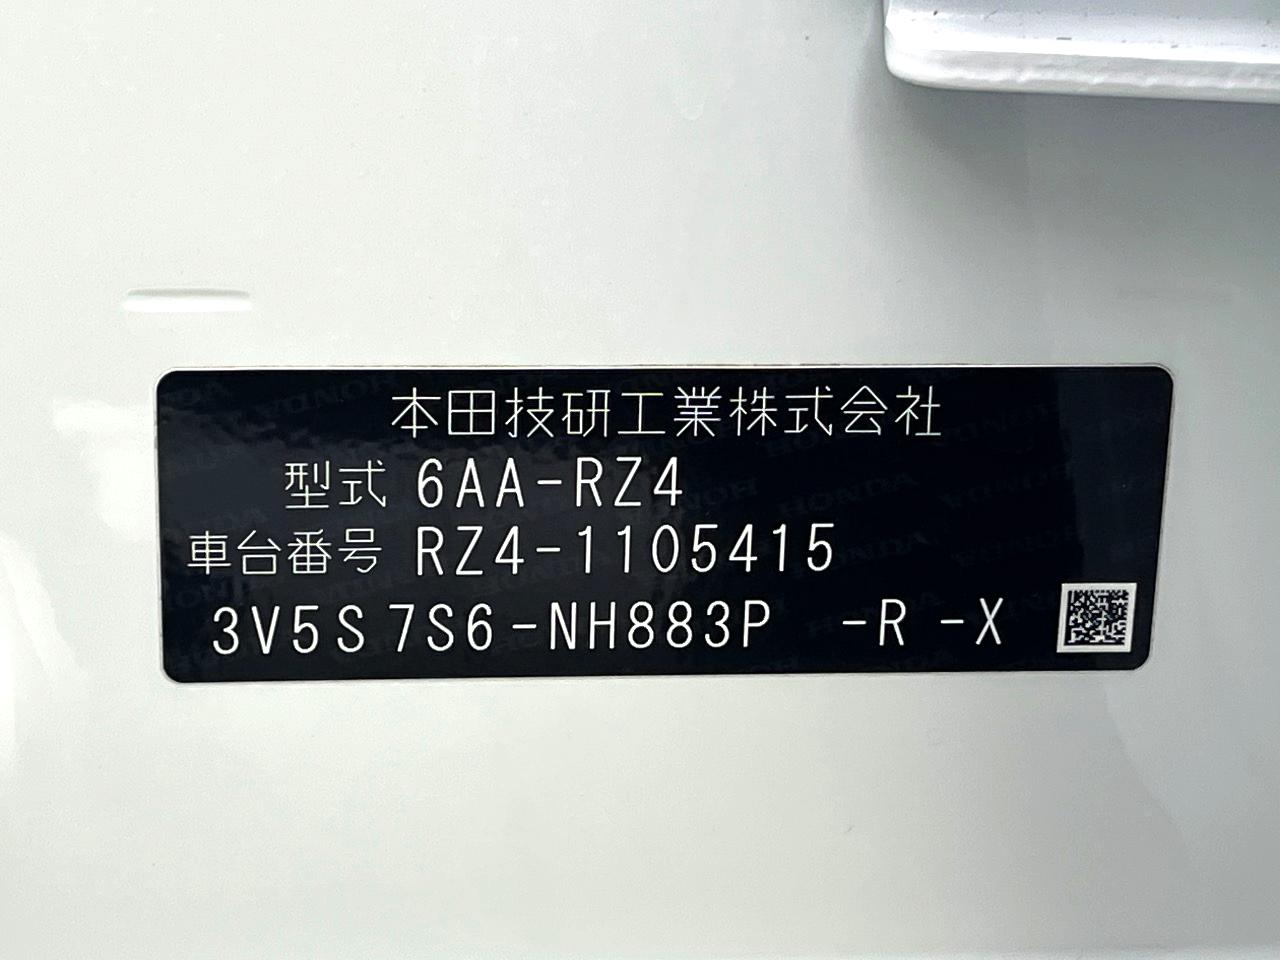 本田技研工業株式会社
型式 6AA-RZ4
車台番号 RZ4-1105415
3V5S 7S6-NH883P -R -X